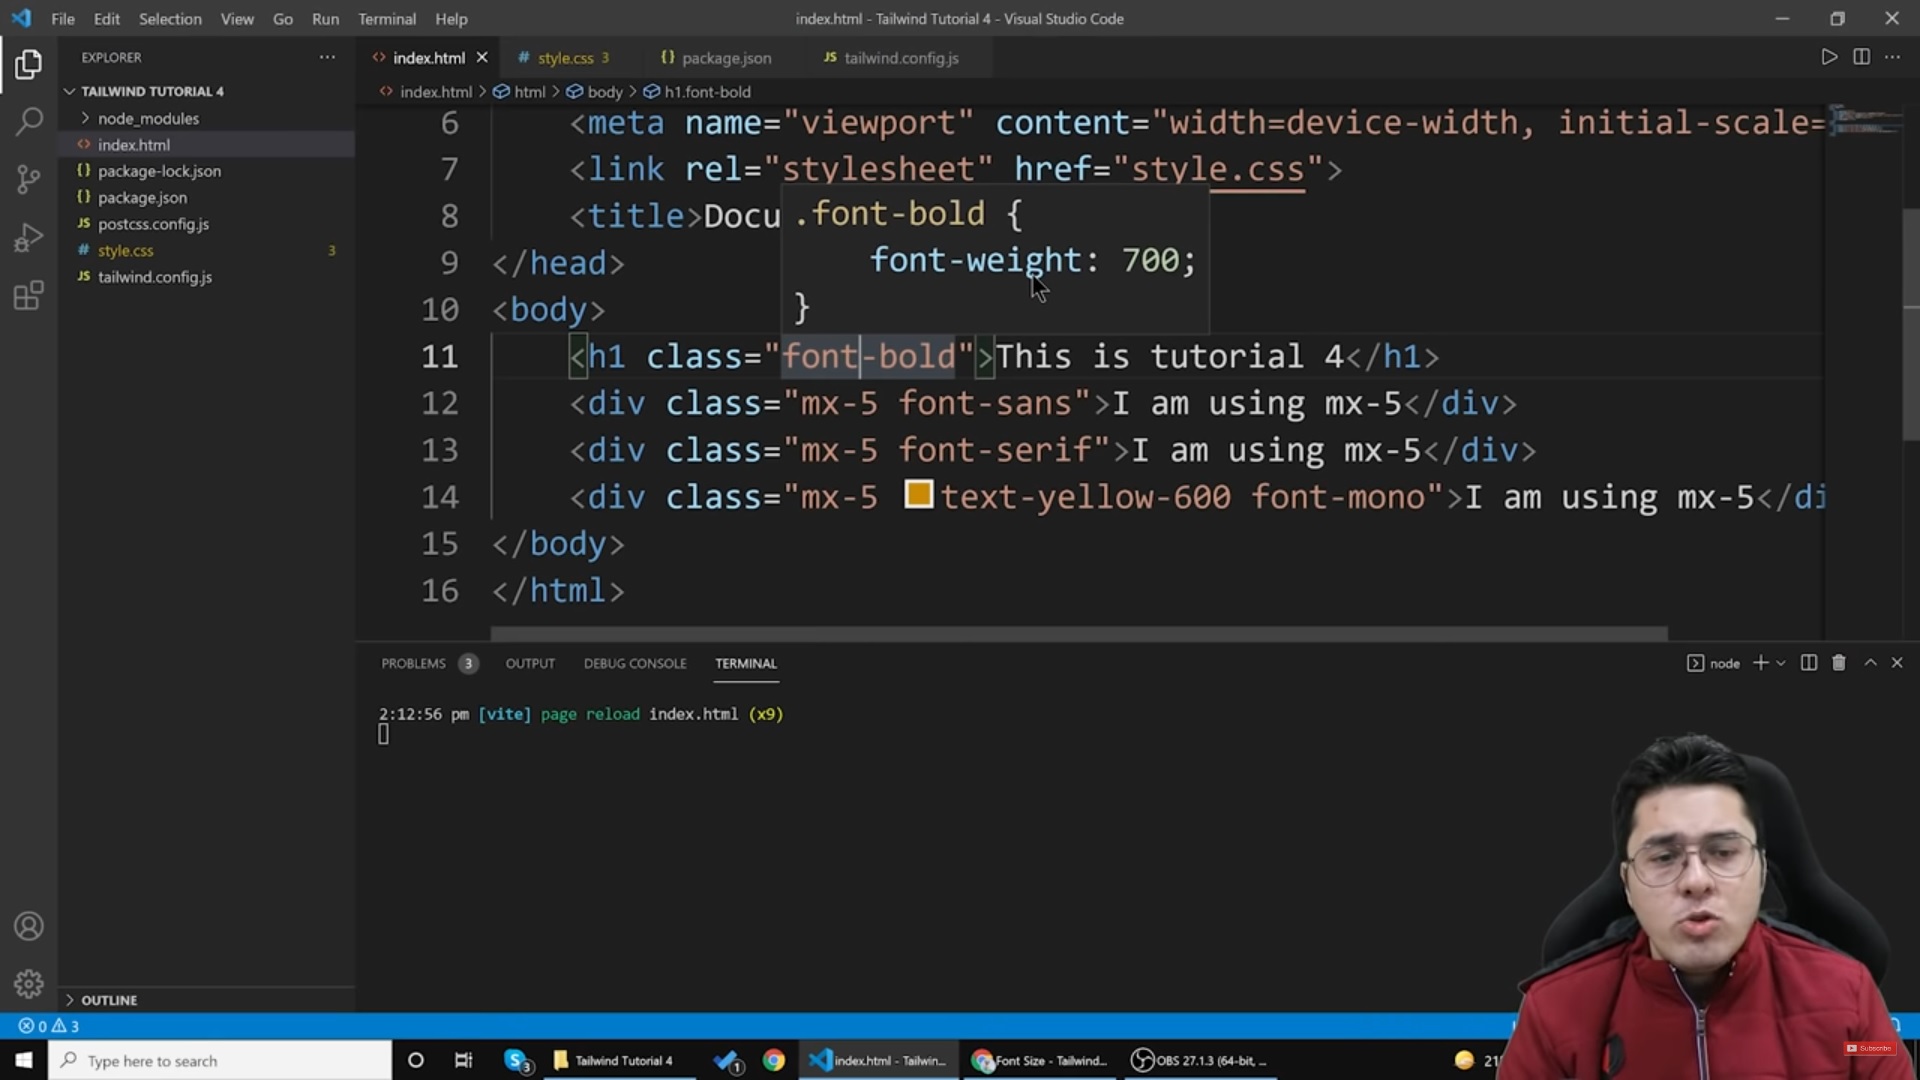 File Edit Selection View Go Run Terminal Help index.html - Tailwind Tutorial 4 - Visual Studio Code
EXPLORER
index.html
style.css 3
package.json
JS tailwind.config.js
TAILWIND TUTORIAL 4
index.html > html > body > h1.font-bold
node_modules
index.html
package-lock.json
package.json
JS postcss.config.js
# style.css 3
JS tailwind.config.js
6 <meta name="viewport" content="width=device-width, initial-scale=
7 <link rel="stylesheet" href="style.css">
8 <title>Docu
9 </head>
10 <body>
11 <h1 class="font-bold">This is tutorial 4</h1>
12 <div class="mx-5 font-sans">I am using mx-5</div>
13 <div class="mx-5 font-serif">I am using mx-5</div>
14 <div class="mx-5 text-yellow-600 font-mono">I am using mx-5</di
15 </body>
16 </html>
.font-bold {
font-weight: 700;
}
PROBLEMS 3 OUTPUT DEBUG CONSOLE TERMINAL
node
2:12:56 pm [vite] page reload index.html (x9)
OUTLINE
0 3
Type here to search
3
Tailwind Tutorial 4
1
index.html - Tailwin...
Font Size - Tailwind...
OBS 27.1.3 (64-bit, ...
Subscribe